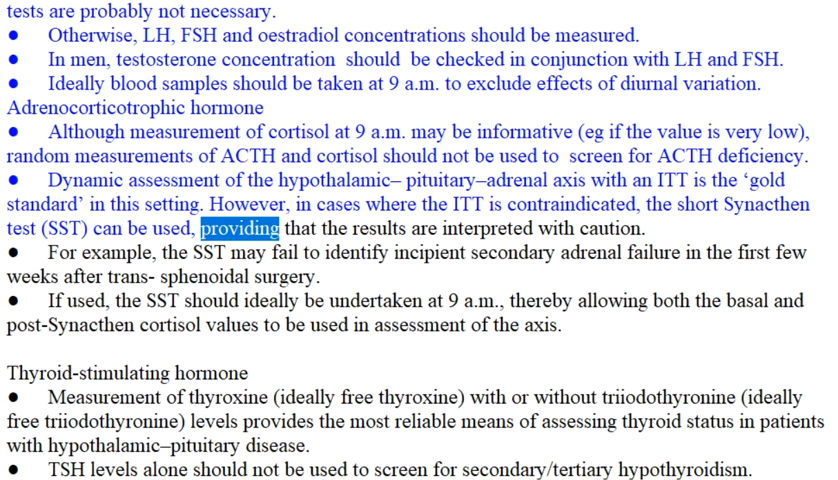 tests are probably not necessary.
● Otherwise, LH, FSH and oestradiol concentrations should be measured.
● In men, testosterone concentration should be checked in conjunction with LH and FSH.
● Ideally blood samples should be taken at 9 a.m. to exclude effects of diurnal variation.
Adrenocorticotrophic hormone
● Although measurement of cortisol at 9 a.m. may be informative (eg if the value is very low),
random measurements of ACTH and cortisol should not be used to screen for ACTH deficiency.
● Dynamic assessment of the hypothalamic– pituitary–adrenal axis with an ITT is the ‘gold
standard’ in this setting. However, in cases where the ITT is contraindicated, the short Synacthen
test (SST) can be used, providing that the results are interpreted with caution.
● For example, the SST may fail to identify incipient secondary adrenal failure in the first few
weeks after trans- sphenoidal surgery.
● If used, the SST should ideally be undertaken at 9 a.m., thereby allowing both the basal and
post-Synacthen cortisol values to be used in assessment of the axis.
Thyroid-stimulating hormone
● Measurement of thyroxine (ideally free thyroxine) with or without triiodothyronine (ideally
free triiodothyronine) levels provides the most reliable means of assessing thyroid status in patients
with hypothalamic–pituitary disease.
● TSH levels alone should not be used to screen for secondary/tertiary hypothyroidism.